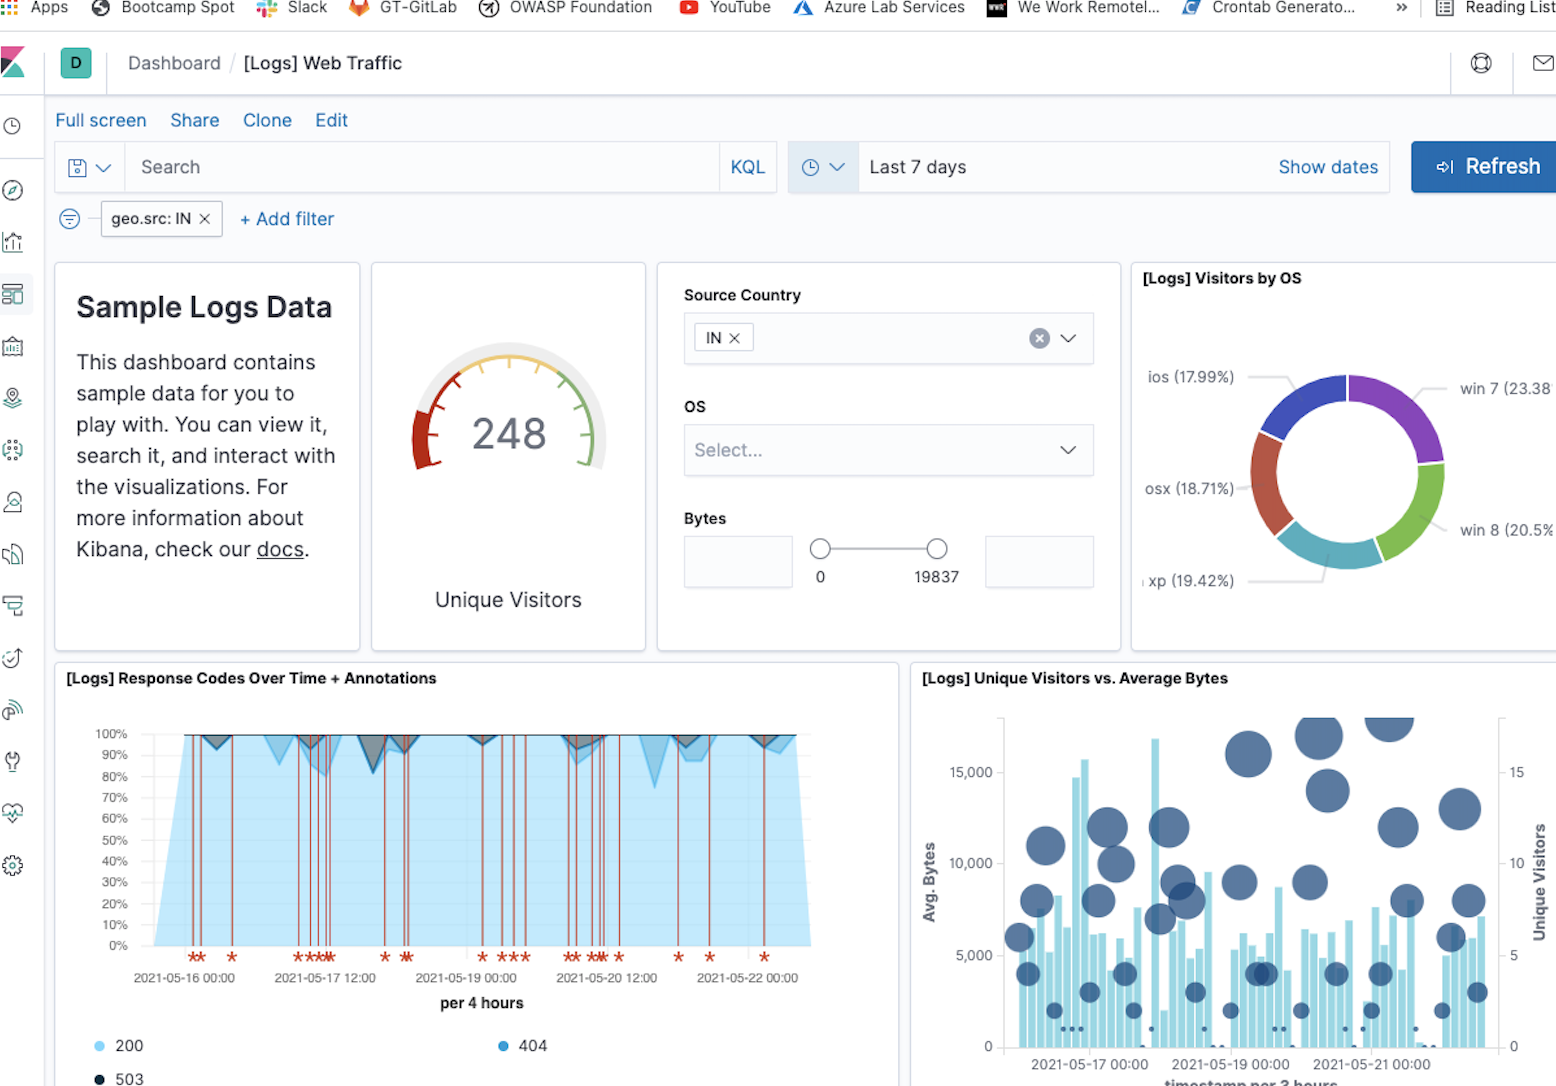 Apps Bootcamp Spot Slack GT-GitLab OWASP Foundation YouTube Azure Lab Services We Work Remotel... Crontab Generato... » Reading List
D Dashboard / [Logs] Web Traffic
Full screen Share Clone Edit
Search KQL Last 7 days Show dates Refresh
geo.src: IN × + Add filter
Sample Logs Data
This dashboard contains
sample data for you to
play with. You can view it,
search it, and interact with
the visualizations. For
more information about
Kibana, check our docs.
248
Unique Visitors
Source Country
IN ×
OS
Select...
Bytes
0 19837
[Logs] Visitors by OS
ios (17.99%)
win 7 (23.38
osx (18.71%)
win 8 (20.5%
xp (19.42%)
[Logs] Response Codes Over Time + Annotations
100%
90%
80%
70%
60%
50%
40%
30%
20%
10%
0%
2021-05-16 00:00 2021-05-17 12:00 2021-05-19 00:00 2021-05-20 12:00 2021-05-22 00:00
per 4 hours
200 404
503
[Logs] Unique Visitors vs. Average Bytes
Avg. Bytes
15,000
10,000
5,000
0
15
10
5
0
Unique Visitors
2021-05-17 00:00 2021-05-19 00:00 2021-05-21 00:00
timestamp per 3 hours